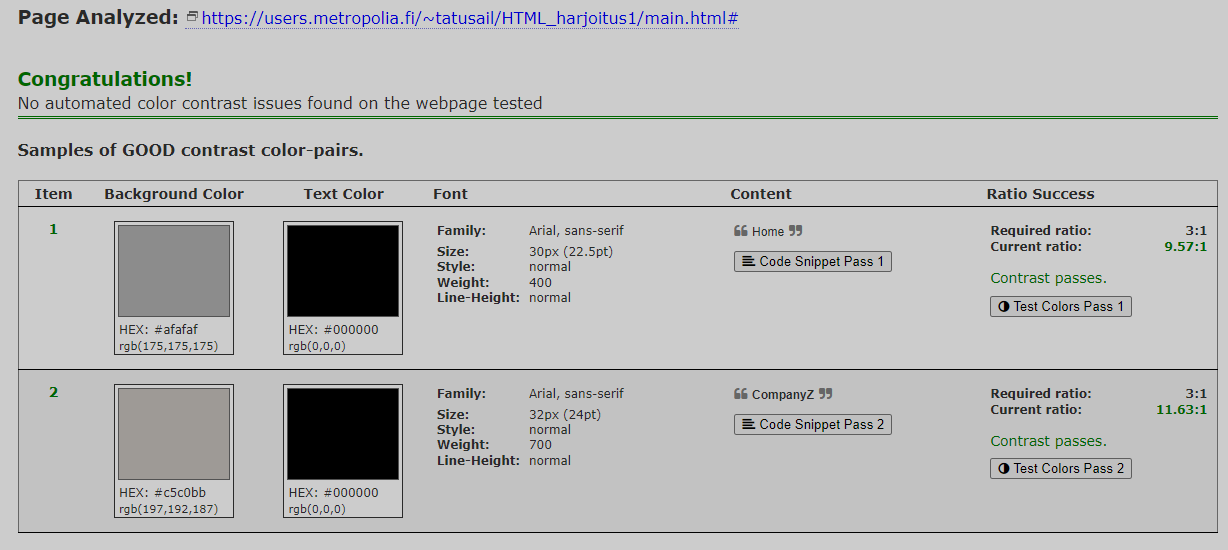 Page Analyzed: https://users.metropolia.fi/~tatusail/HTML_harjoitus1/main.html#
Congratulations!
No automated color contrast issues found on the webpage tested
Samples of GOOD contrast color-pairs.
Item Background Color Text Color Font Content Ratio Success
1
HEX: #afafaf
rgb(175,175,175)
HEX: #000000
rgb(0,0,0)
Family: Arial, sans-serif
Size: 30px (22.5pt)
Style: normal
Weight: 400
Line-Height: normal
❝ Home ❞
Code Snippet Pass 1
Required ratio: 3:1
Current ratio: 9.57:1
Contrast passes.
Test Colors Pass 1
2
HEX: #c5c0bb
rgb(197,192,187)
HEX: #000000
rgb(0,0,0)
Family: Arial, sans-serif
Size: 32px (24pt)
Style: normal
Weight: 700
Line-Height: normal
❝ CompanyZ ❞
Code Snippet Pass 2
Required ratio: 3:1
Current ratio: 11.63:1
Contrast passes.
Test Colors Pass 2